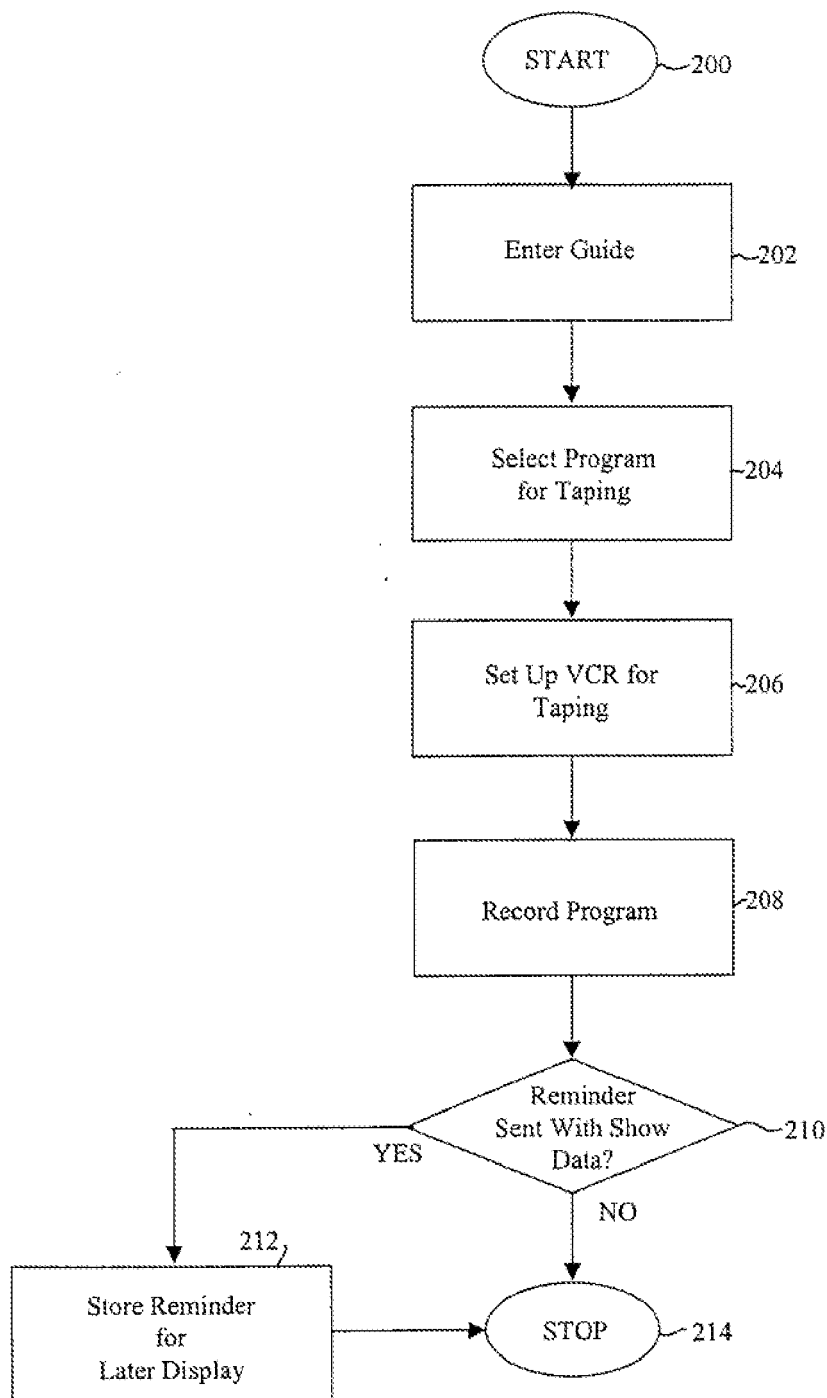 START
200
Enter Guide
202
Select Program
for Taping
204
Set Up VCR for
Taping
206
Record Program
208
Reminder
Sent With Show
Data?
210
YES
NO
212
Store Reminder
for
Later Display
STOP
214